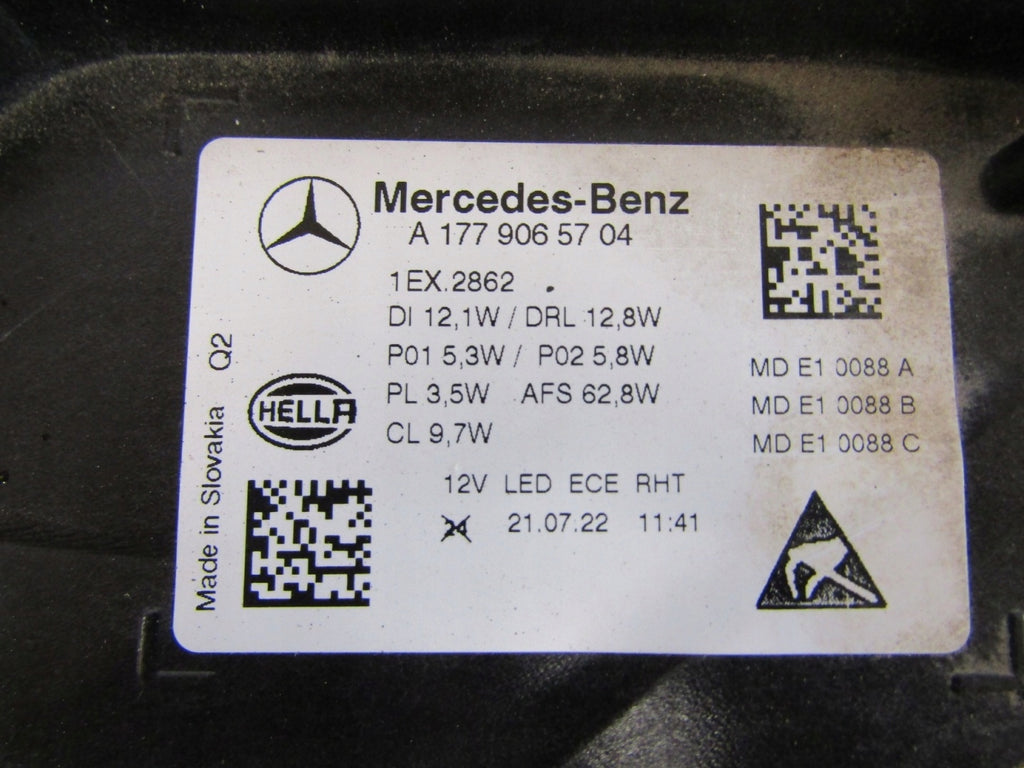 Mercedes-Benz
A 177 906 57 04
1EX.2862
DI 12,1W / DRL 12,8W
P01 5,3W / P02 5,8W
PL 3,5W AFS 62,8W
CL 9,7W
MD E1 0088 A
MD E1 0088 B
MD E1 0088 C
HELLA
12V LED ECE RHT
24 21.07.22 11:41
Made in Slovakia Q2